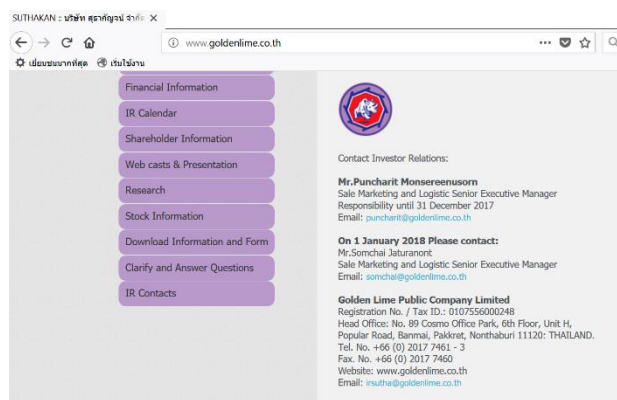 SUTHAKAN :: บริษัท สุธากัญจน์ จำกัด
www.goldenlime.co.th
เยี่ยมชมมากที่สุด เริ่มใช้งาน
Financial Information
IR Calendar
Shareholder Information
Web casts & Presentation
Research
Stock Information
Download Information and Form
Clarify and Answer Questions
IR Contacts
Contact Investor Relations:
Mr.Puncharit Monsereenusorn
Sale Marketing and Logistic Senior Executive Manager
Responsibility until 31 December 2017
Email: puncharit@goldenlime.co.th
On 1 January 2018 Please contact:
Mr.Somchai Jaturanont
Sale Marketing and Logistic Senior Executive Manager
Email: somchai@goldenlime.co.th
Golden Lime Public Company Limited
Registration No. / Tax ID.: 0107556000248
Head Office: No. 89 Cosmo Office Park, 6th Floor, Unit H,
Popular Road, Banmai, Pakkret, Nonthaburi 11120: THAILAND.
Tel. No. +66 (0) 2017 7461 - 3
Fax. No. +66 (0) 2017 7460
Website: www.goldenlime.co.th
Email: irsutha@goldenlime.co.th